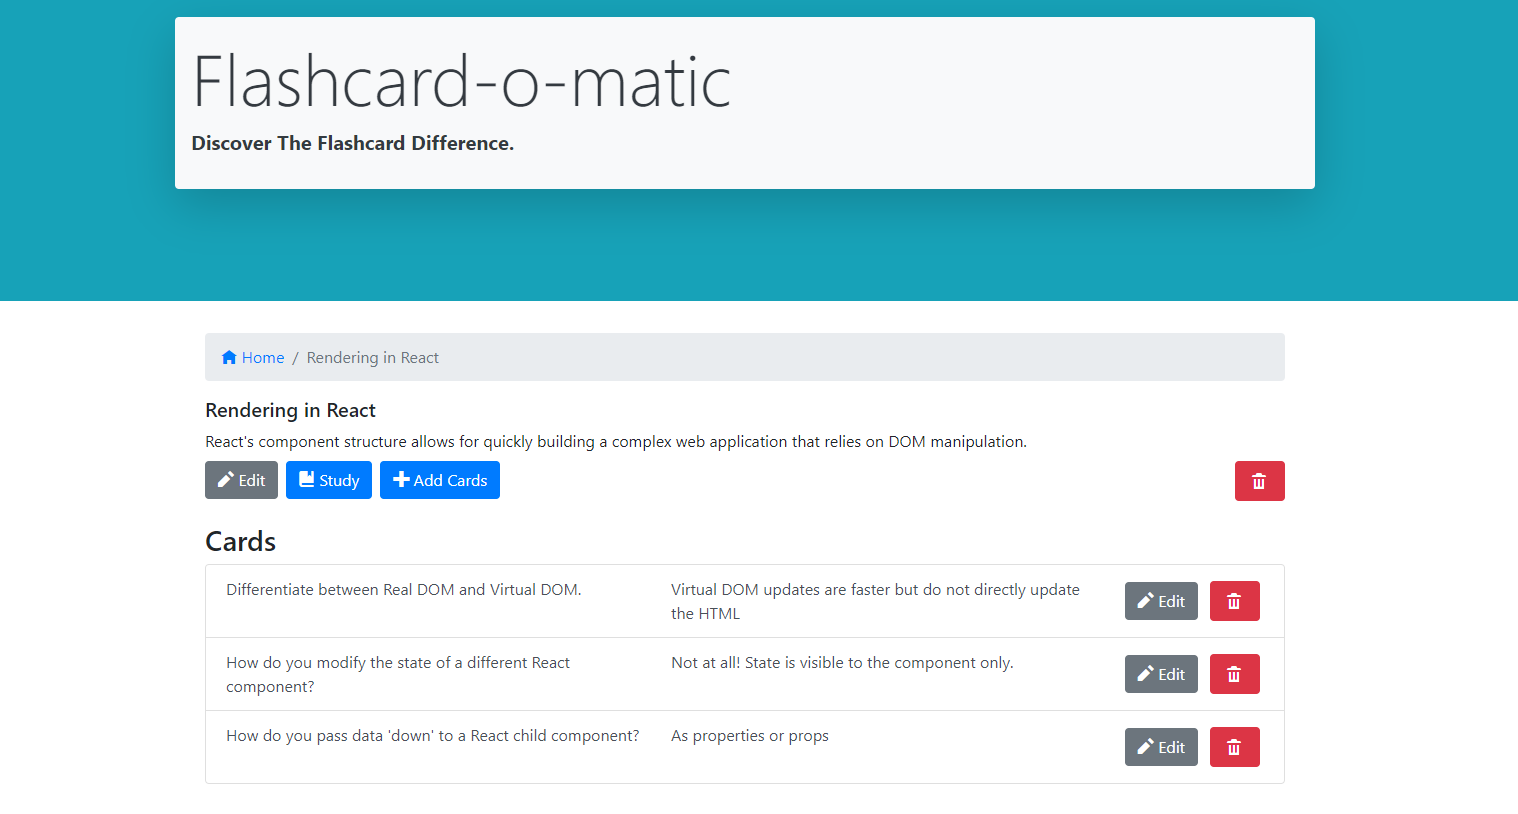 Flashcard-o-matic
Discover The Flashcard Difference.
Home / Rendering in React
Rendering in React
React's component structure allows for quickly building a complex web application that relies on DOM manipulation.
Edit Study Add Cards
Cards
Differentiate between Real DOM and Virtual DOM.
Virtual DOM updates are faster but do not directly update
the HTML
Edit
How do you modify the state of a different React
component?
Not at all! State is visible to the component only.
Edit
How do you pass data 'down' to a React child component?
As properties or props
Edit